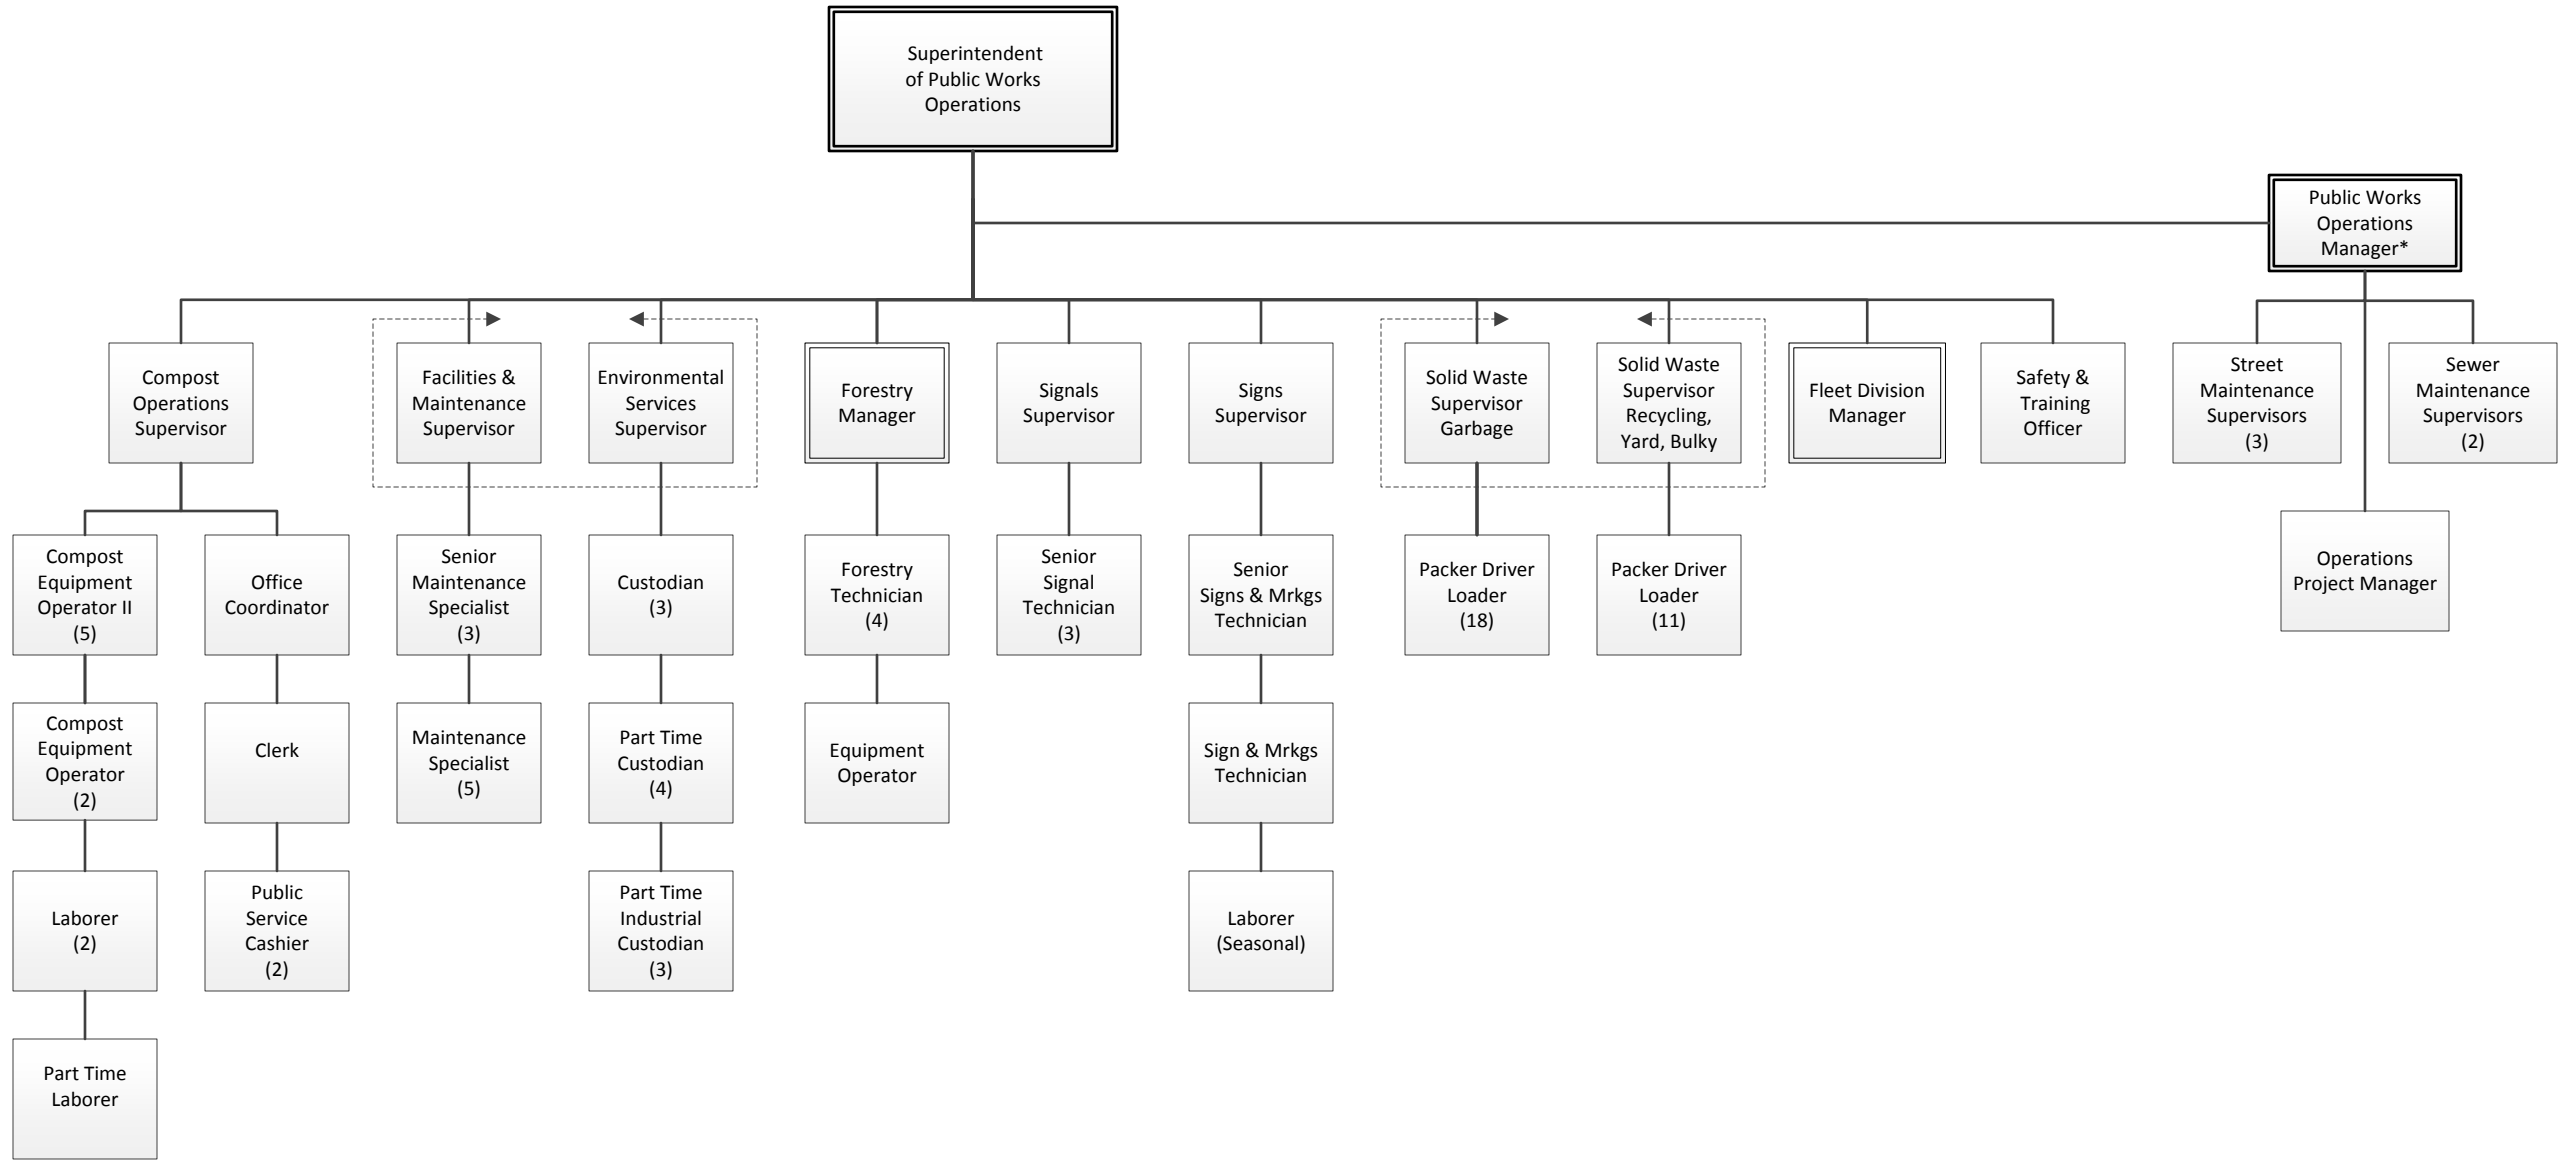 Superintendent
of Public Works
Operations
Public Works
Operations
Manager*
Compost
Operations
Supervisor
Facilities &
Maintenance
Supervisor
Environmental
Services
Supervisor
Forestry
Manager
Signals
Supervisor
Signs
Supervisor
Solid Waste
Supervisor
Garbage
Solid Waste
Supervisor
Recycling,
Yard, Bulky
Fleet Division
Manager
Safety &
Training
Officer
Street
Maintenance
Supervisors
(3)
Sewer
Maintenance
Supervisors
(2)
Compost
Equipment
Operator II
(5)
Office
Coordinator
Senior
Maintenance
Specialist
(3)
Custodian
(3)
Forestry
Technician
(4)
Senior
Signal
Technician
(3)
Senior
Signs & Mrkgs
Technician
Packer Driver
Loader
(18)
Packer Driver
Loader
(11)
Operations
Project Manager
Compost
Equipment
Operator
(2)
Clerk
Maintenance
Specialist
(5)
Part Time
Custodian
(4)
Equipment
Operator
Sign & Mrkgs
Technician
Laborer
(2)
Public
Service
Cashier
(2)
Part Time
Industrial
Custodian
(3)
Laborer
(Seasonal)
Part Time
Laborer